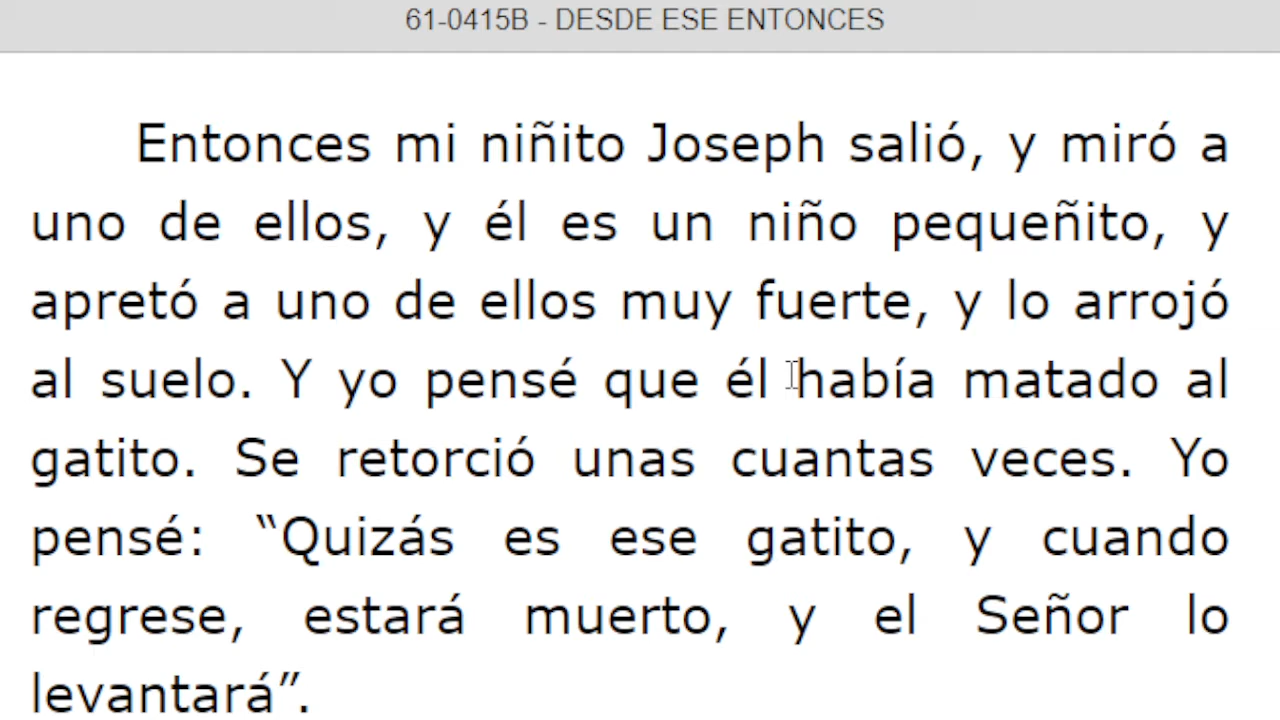 61-0415B - DESDE ESE ENTONCES
Entonces mi niñito Joseph salió, y miró a
uno de ellos, y él es un niño pequeñito, y
apretó a uno de ellos muy fuerte, y lo arrojó
al suelo. Y yo pensé que él había matado al
gatito. Se retorció unas cuantas veces. Yo
pensé: “Quizás es ese gatito, y cuando
regrese, estará muerto, y el Señor lo
levantará”.